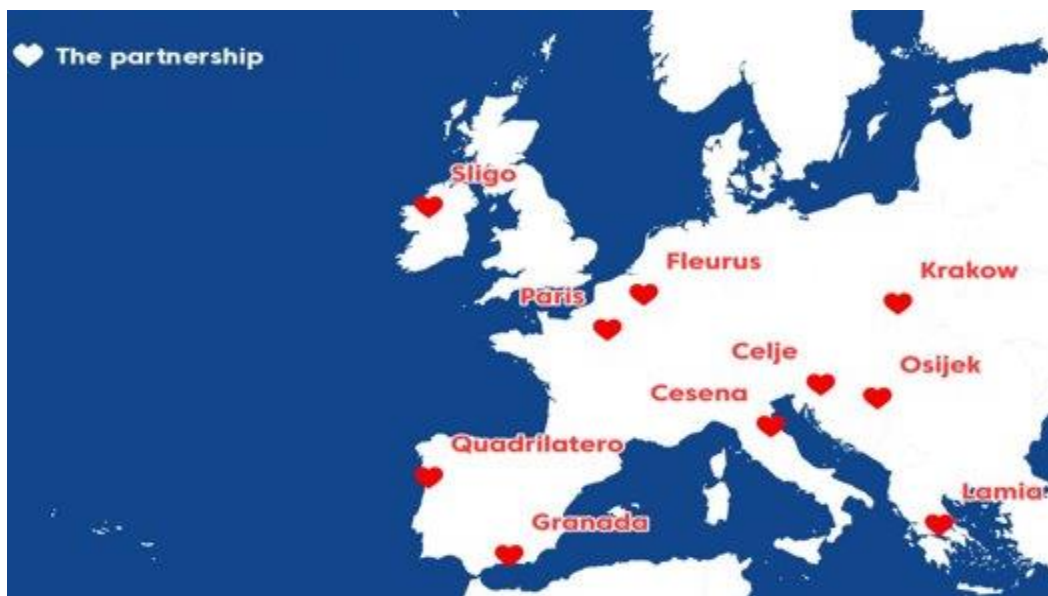 The partnership
Sligo
Fleurus
Krakow
Paris
Celje
Osijek
Cesena
Quadrilatero
Lamia
Granada